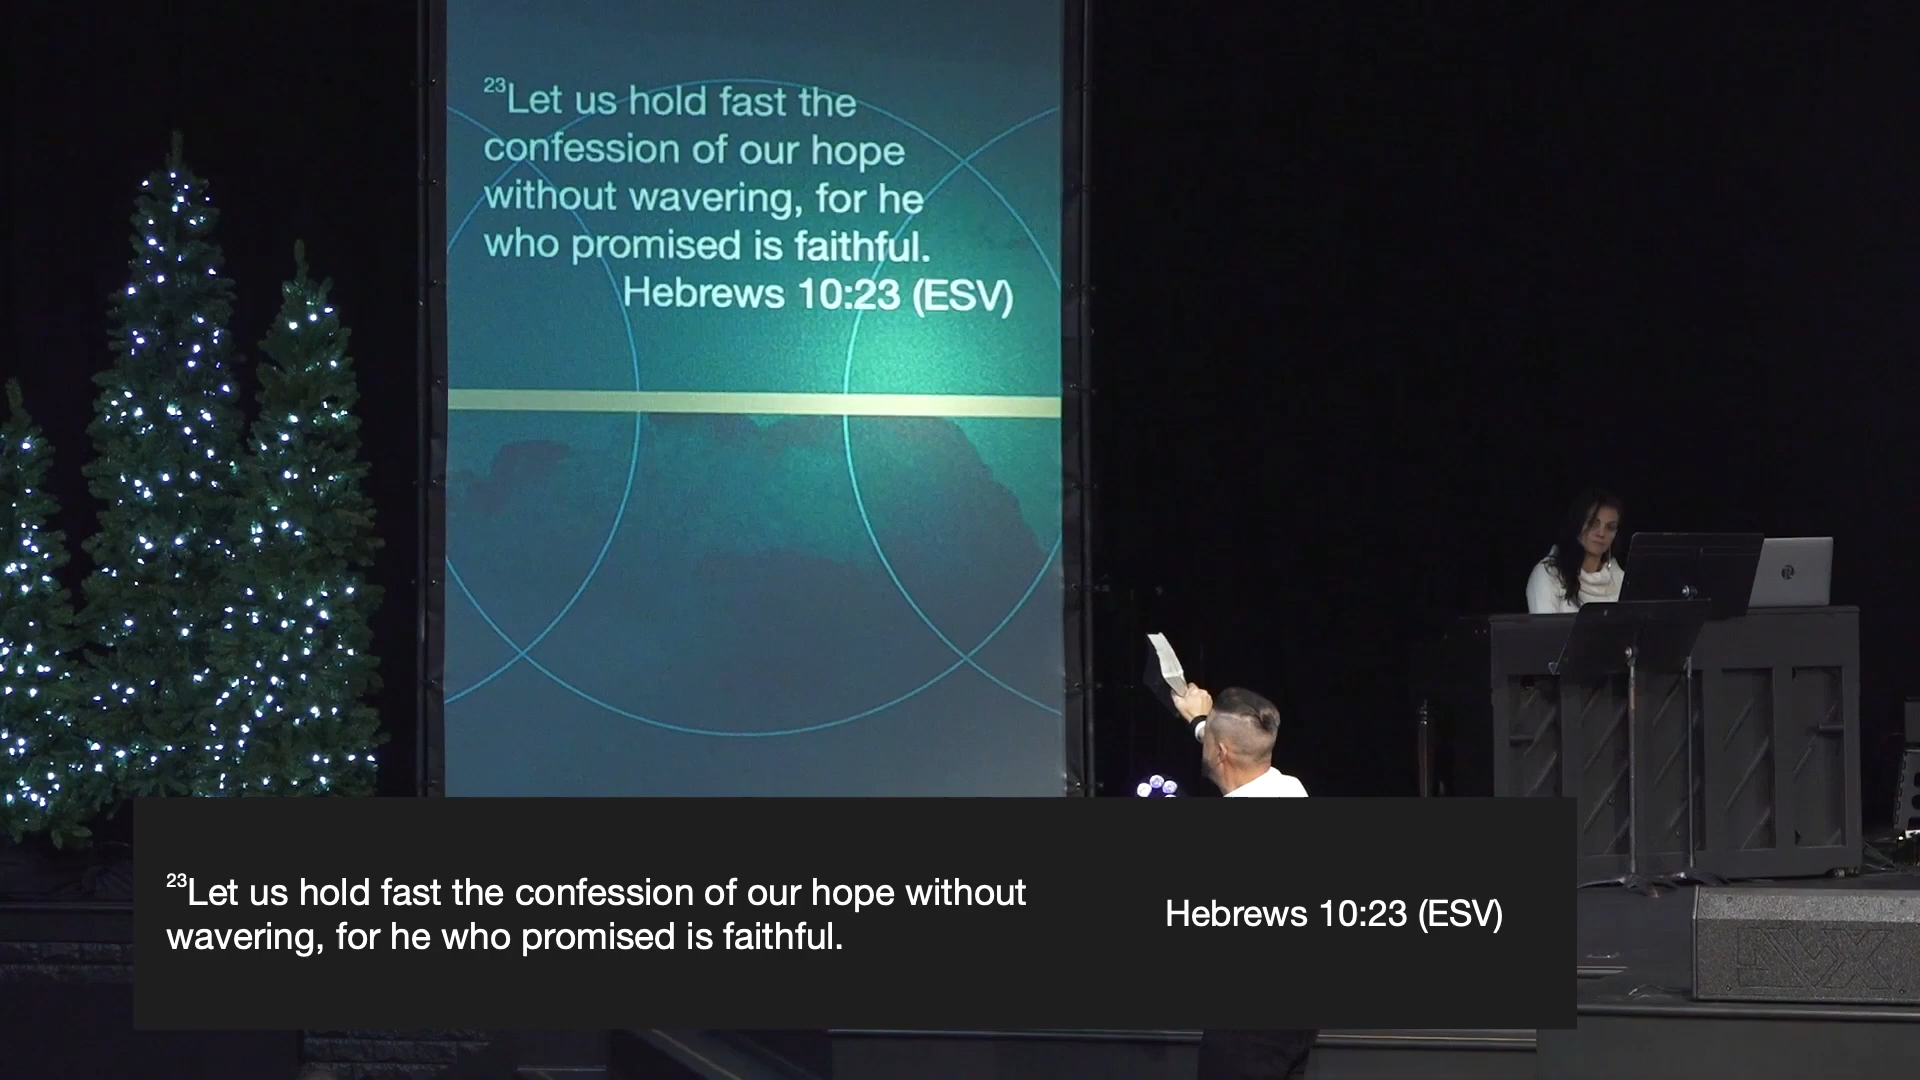 ²³Let us hold fast the
confession of our hope
without wavering, for he
who promised is faithful.
Hebrews 10:23 (ESV)
²³Let us hold fast the confession of our hope without
wavering, for he who promised is faithful.
Hebrews 10:23 (ESV)